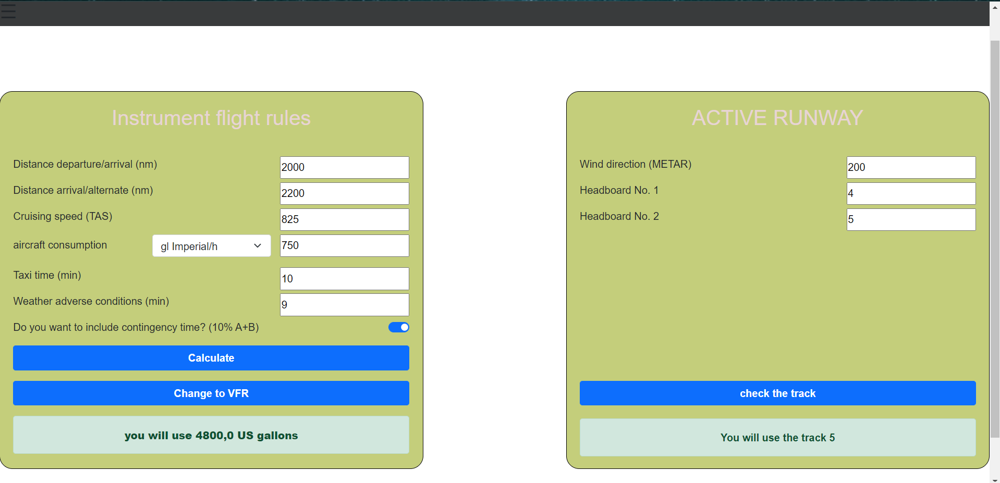 Instrument flight rules
Distance departure/arrival (nm) 2000
Distance arrival/alternate (nm) 2200
Cruising speed (TAS) 825
aircraft consumption gl Imperial/h 750
Taxi time (min) 10
Weather adverse conditions (min) 9
Do you want to include contingency time? (10% A+B)
Calculate
Change to VFR
you will use 4800,0 US gallons
ACTIVE RUNWAY
Wind direction (METAR) 200
Headboard No. 1 4
Headboard No. 2 5
check the track
You will use the track 5